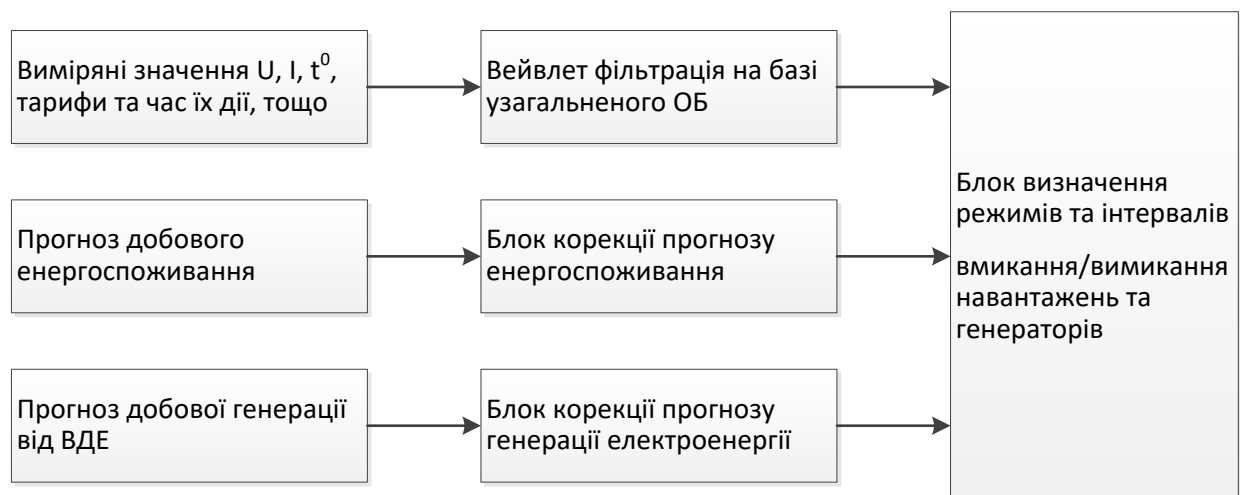 Виміряні значення U, I, t⁰,
тарифи та час їх дії, тощо
Вейвлет фільтрація на базі
узагальненого ОБ
Прогноз добового
енергоспоживання
Блок корекції прогнозу
енергоспоживання
Прогноз добової генерації
від ВДЕ
Блок корекції прогнозу
генерації електроенергії
Блок визначення
режимів та інтервалів
вмикання/вимикання
навантажень та
генераторів